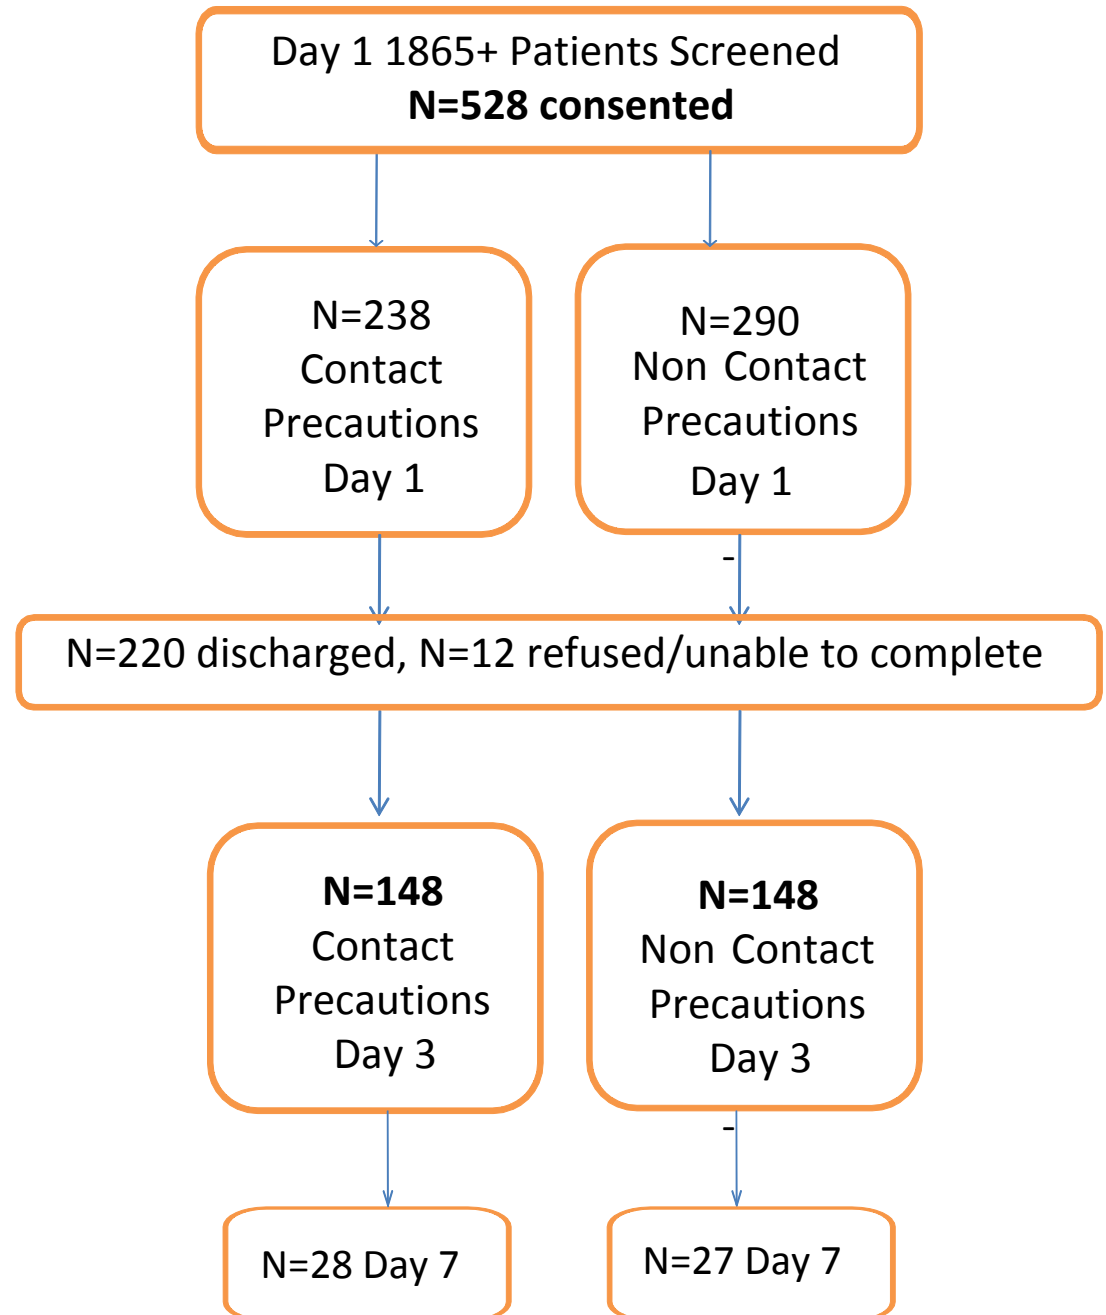 Day 1 1865+ Patients Screened
N=528 consented
N=238
Contact
Precautions
Day 1
N=290
Non Contact
Precautions
Day 1
-
N=220 discharged, N=12 refused/unable to complete
N=148
Contact
Precautions
Day 3
N=148
Non Contact
Precautions
Day 3
-
N=28 Day 7
N=27 Day 7